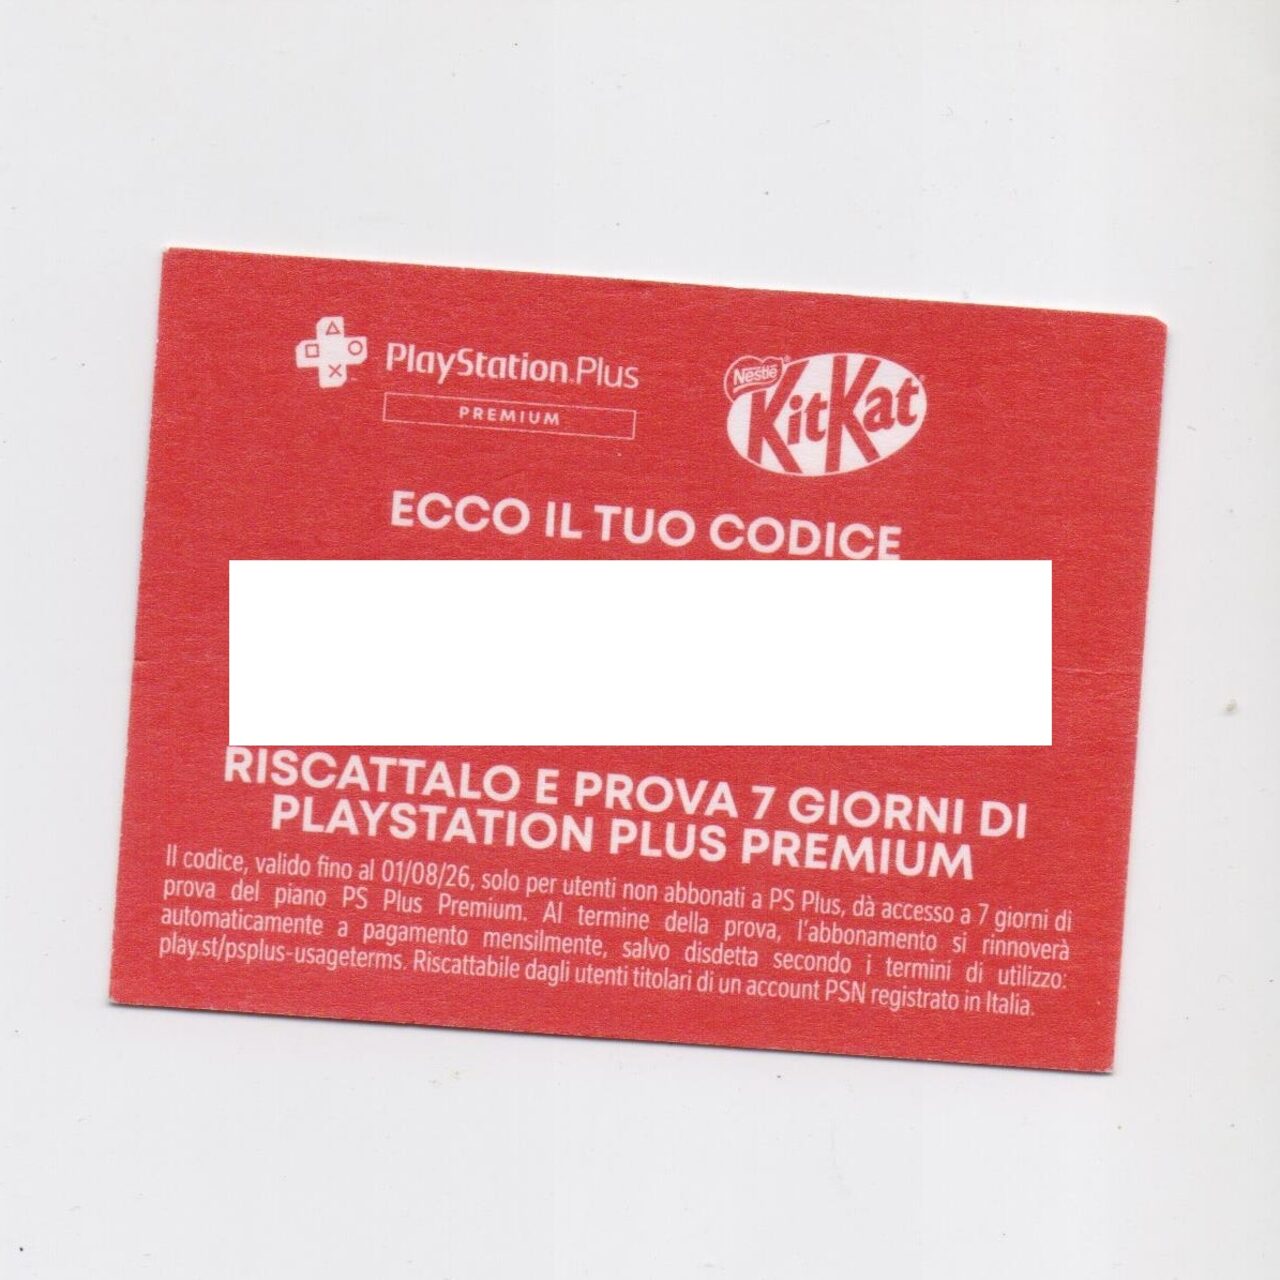 PlayStation.Plus
PREMIUM
Nestlé
KitKat
ECCO IL TUO CODICE
RISCATTALO E PROVA 7 GIORNI DI
PLAYSTATION PLUS PREMIUM
Il codice, valido fino al 01/08/26, solo per utenti non abbonati a PS Plus, dà accesso a 7 giorni di
prova del piano PS Plus Premium. Al termine della prova, l'abbonamento si rinnoverà
automaticamente a pagamento mensilmente, salvo disdetta secondo i termini di utilizzo:
play.st/psplus-usageterms. Riscattabile dagli utenti titolari di un account PSN registrato in Italia.